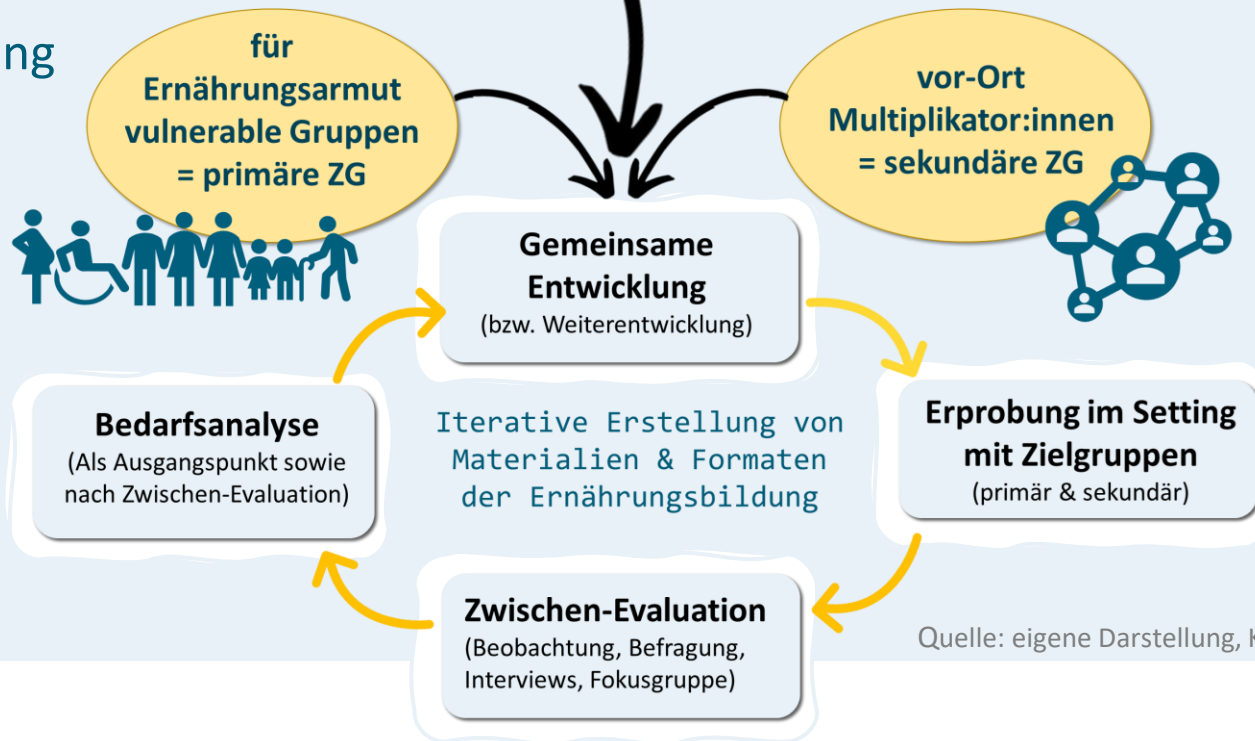 ng
für
Ernährungsarmut
vulnerable Gruppen
= primäre ZG
vor-Ort
Multiplikator:innen
= sekundäre ZG
Gemeinsame
Entwicklung
(bzw. Weiterentwicklung)
Bedarfsanalyse
(Als Ausgangspunkt sowie
nach Zwischen-Evaluation)
Iterative Erstellung von
Materialien & Formaten
der Ernährungsbildung
Erprobung im Setting
mit Zielgruppen
(primär & sekundär)
Zwischen-Evaluation
(Beobachtung, Befragung,
Interviews, Fokusgruppe)
Quelle: eigene Darstellung, K